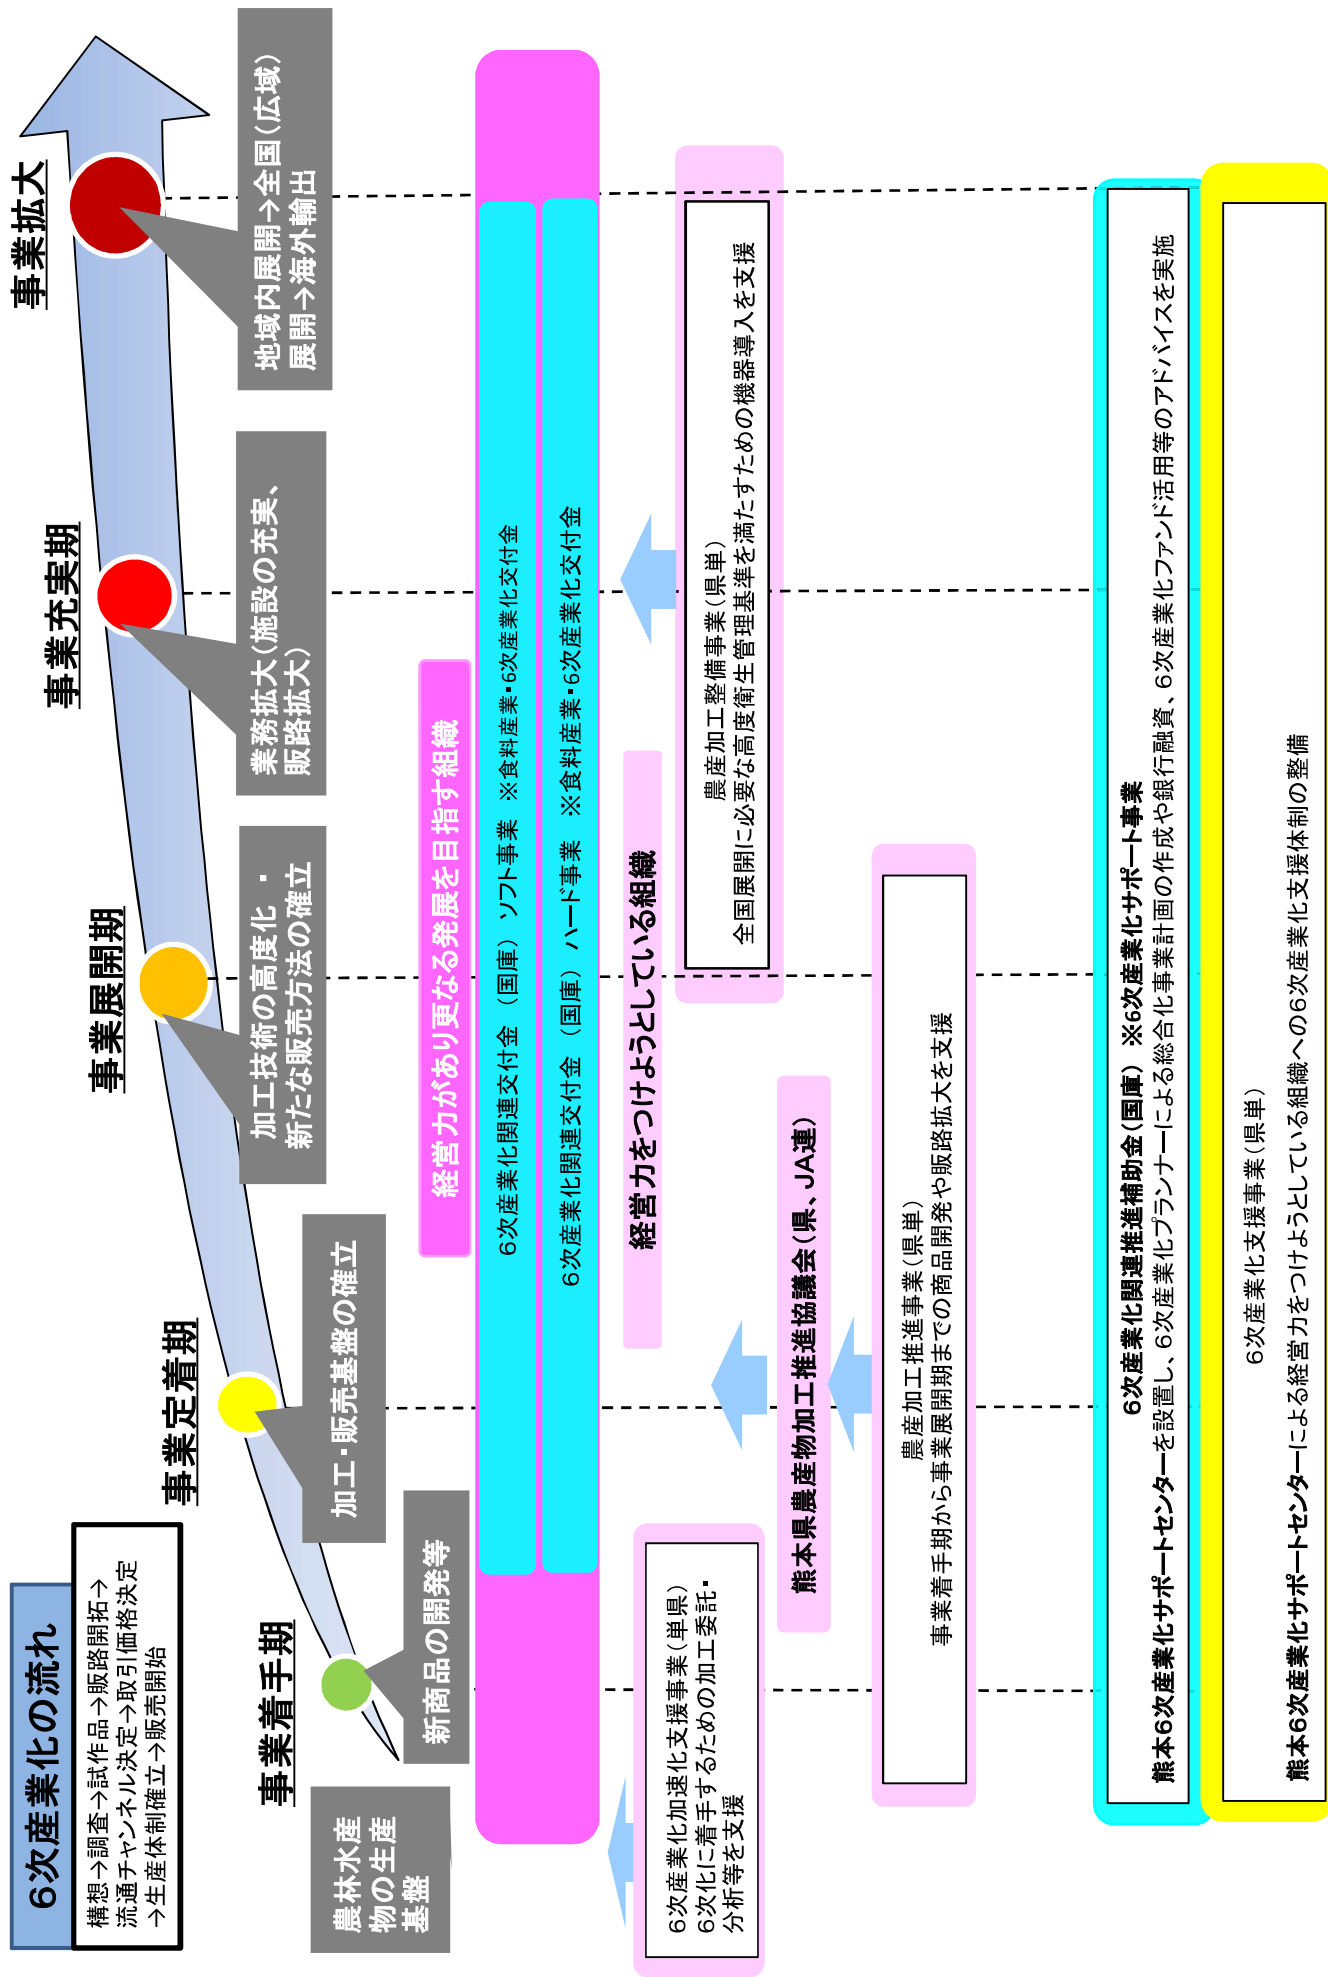 6次産業化の流れ
構想→調査→試作品→販路開拓→
流通チャンネル決定→取引価格決定
→生産体制確立→販売開始
事業着手期
事業定着期
事業展開期
事業充実期
事業拡大
農林水産
物の生産
基盤
新商品の開発等
加工・販売基盤の確立
加工技術の高度化 ・
新たな販売方法の確立
業務拡大(施設の充実、
販路拡大)
地域内展開→全国(広域)
展開→海外輸出
経営力があり更なる発展を目指す組織
6次産業化関連交付金 (国庫) ソフト事業 ※食料産業・6次産業化交付金
6次産業化関連交付金 (国庫) ハード事業 ※食料産業・6次産業化交付金
経営力をつけようとしている組織
6次産業化加速化支援事業(単県)
6次化に着手するための加工委託・
分析等を支援
農産加工整備事業(県単)
全国展開に必要な高度衛生管理基準を満たすための機器導入を支援
熊本県農産物加工推進協議会(県、JA連)
農産加工推進事業(県単)
事業着手期から事業展開期までの商品開発や販路拡大を支援
6次産業化関連推進補助金(国庫) ※6次産業化サポート事業
熊本6次産業化サポートセンターを設置し、6次産業化プランナーによる総合化事業計画の作成や銀行融資、6次産業化ファンド活用等のアドバイスを実施
6次産業化支援事業(県単)
熊本6次産業化サポートセンターによる経営力をつけようとしている組織への6次産業化支援体制の整備